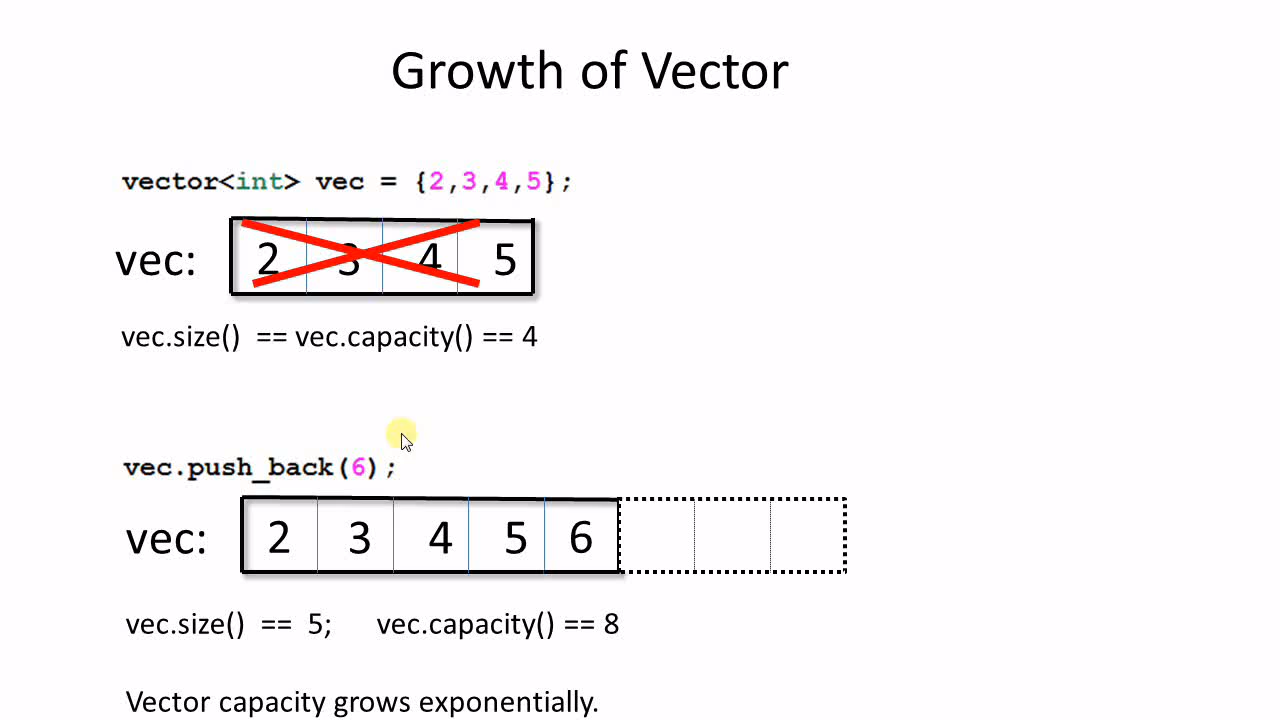 Growth of Vector
vector<int> vec = {2,3,4,5};
vec: 2 3 4 5
vec.size() == vec.capacity() == 4
vec.push_back(6);
vec: 2 3 4 5 6
vec.size() == 5; vec.capacity() == 8
Vector capacity grows exponentially.